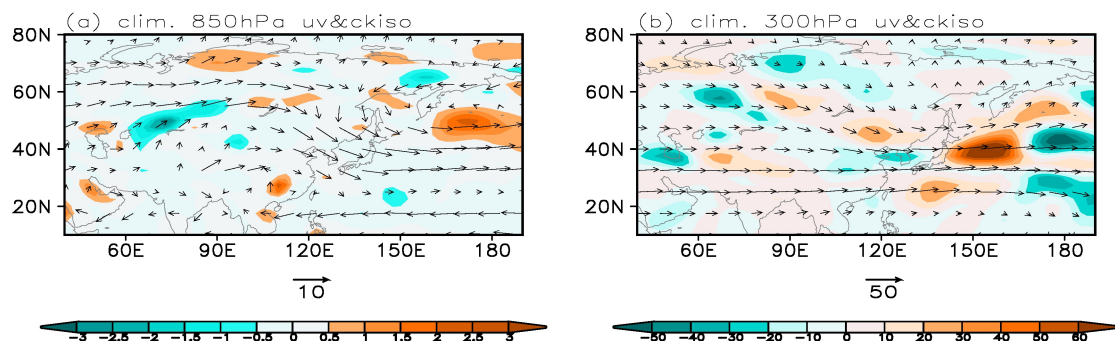 (a) clim. 850hPa uv&ckiso
80N
60N
40N
20N
60E 90E 120E 150E 180
10
-3 -2.5 -2 -1.5 -1 -0.5 0 0.5 1 1.5 2 2.5 3
(b) clim. 300hPa uv&ckiso
80N
60N
40N
20N
60E 90E 120E 150E 180
50
-50 -30 -20 -10 0 10 20 30 40 50 60